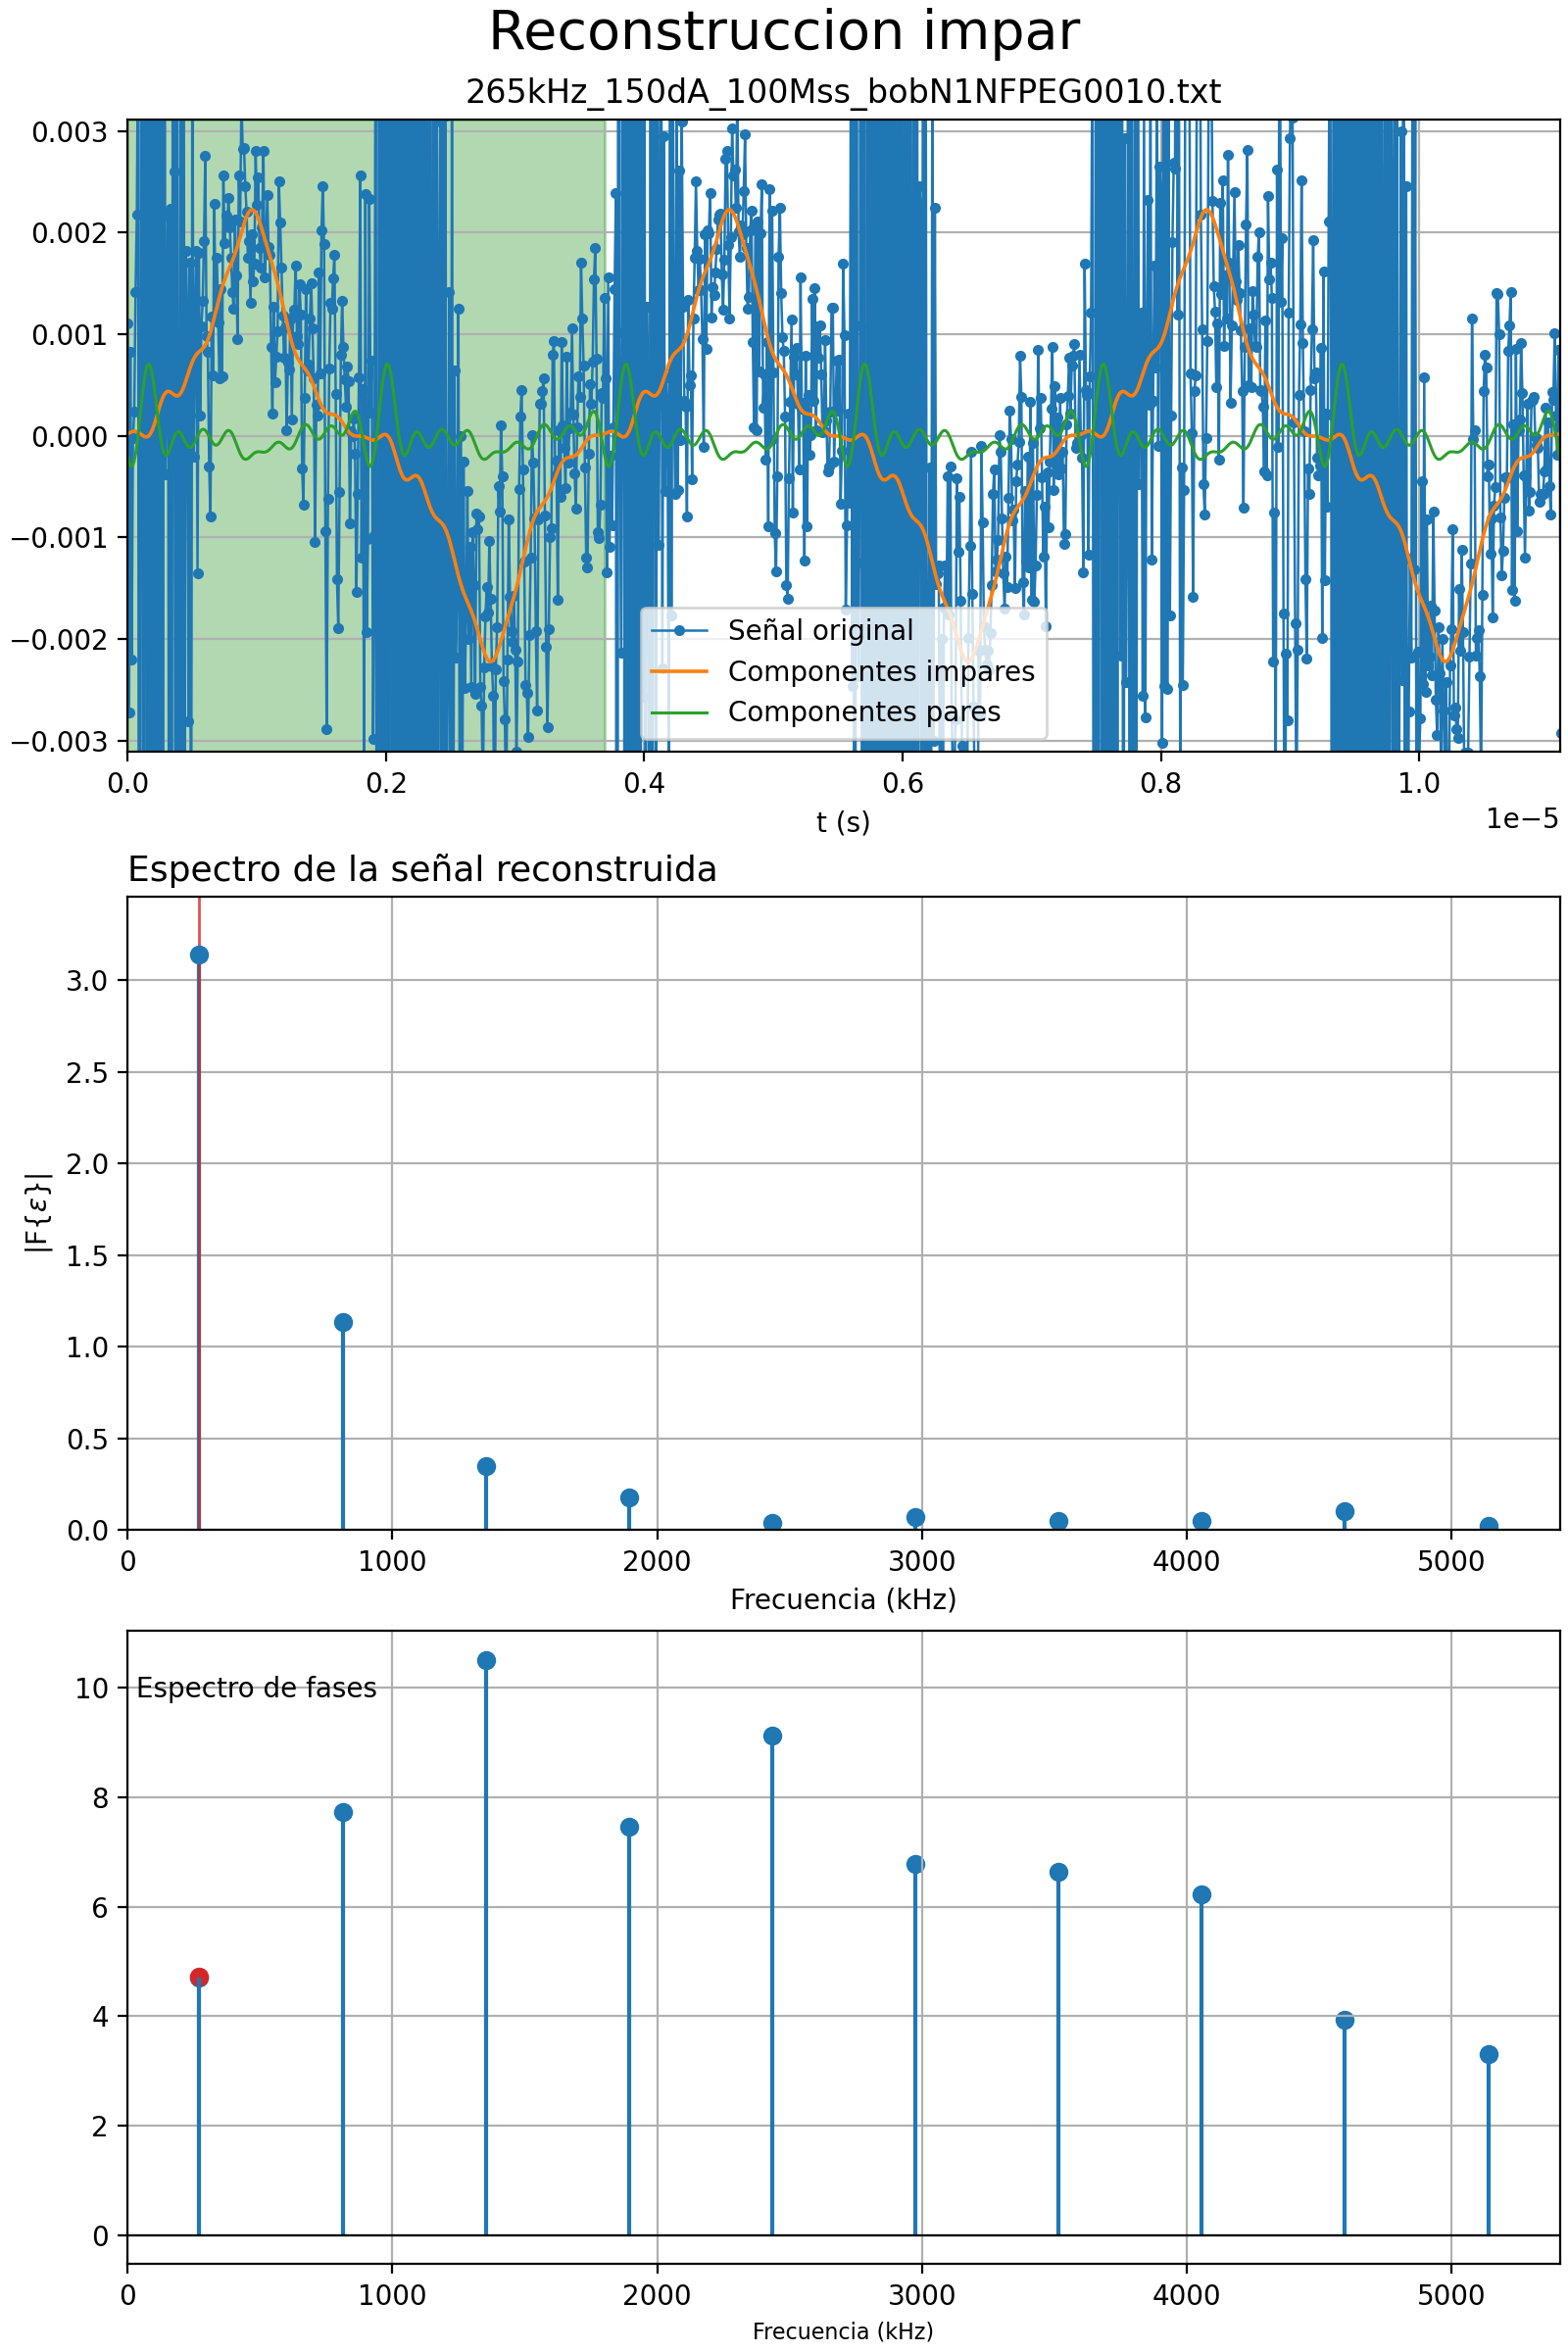 Reconstruccion impar
265kHz_150dA_100Mss_bobN1NFPEG0010.txt
0.003
0.002
0.001
0.000
−0.001
−0.002
−0.003
Señal original
Componentes impares
Componentes pares
0.0 0.2 0.4 0.6 0.8 1.0
1e−5
t (s)
Espectro de la señal reconstruida
3.0
2.5
2.0
1.5
1.0
0.5
0.0
|F{ε}|
0 1000 2000 3000 4000 5000
Frecuencia (kHz)
Espectro de fases
10
8
6
4
2
0
0 1000 2000 3000 4000 5000
Frecuencia (kHz)